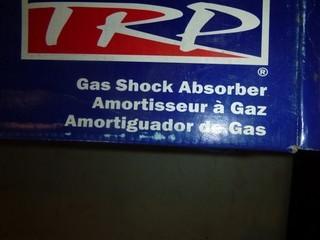 TRP
®
Gas Shock Absorber
Amortisseur à Gaz
Amortiguador de Gas